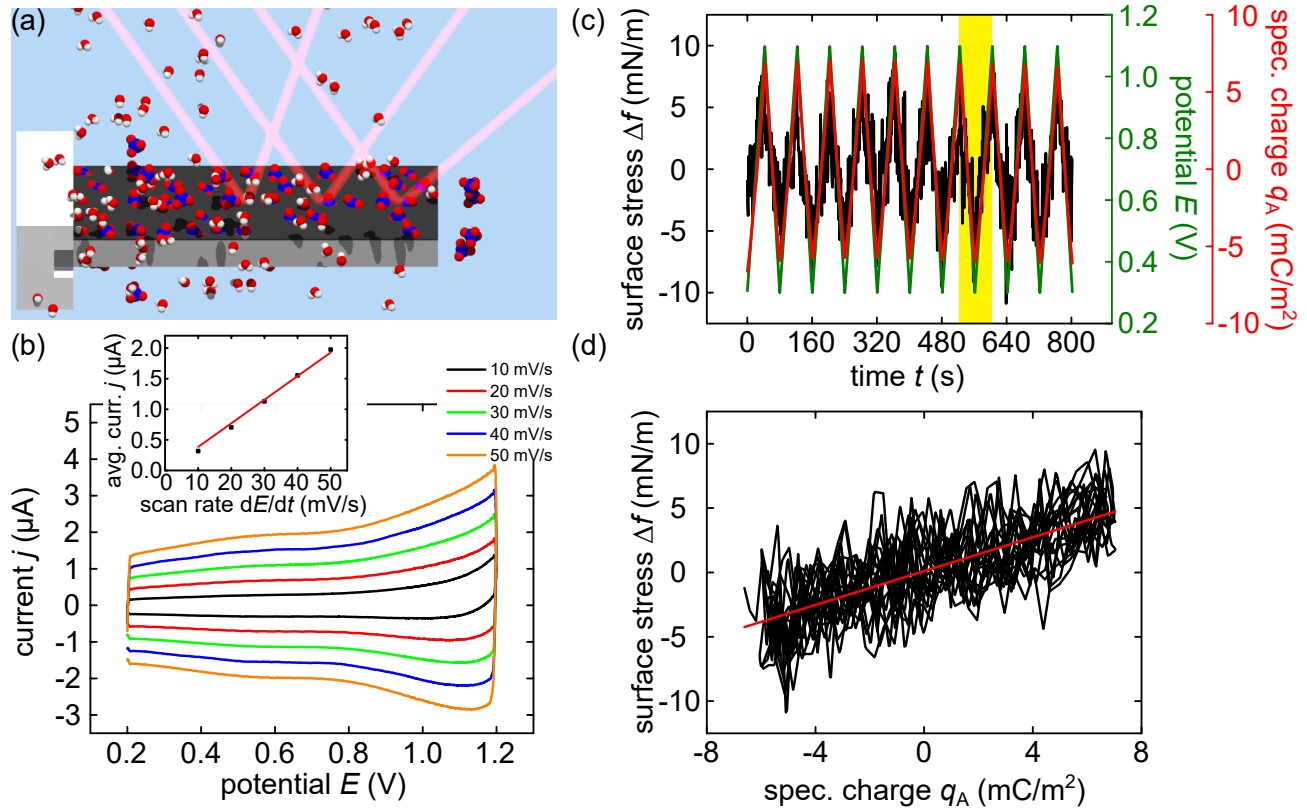 (a)
(b)
avg. curr. j (µA)
2.0
1.5
1.0
0.5
0.0
0 10 20 30 40 50
scan rate dE/dt (mV/s)
10 mV/s
20 mV/s
30 mV/s
40 mV/s
50 mV/s
current j (µA)
5
4
3
2
1
0
-1
-2
-3
0.2 0.4 0.6 0.8 1.0 1.2
potential E (V)
(c)
surface stress Δf (mN/m)
10
5
0
-5
-10
0 160 320 480 640 800
time t (s)
1.2
1.0
0.8
0.6
0.4
0.2
potential E (V)
10
5
0
-5
-10
spec. charge qA (mC/m²)
(d)
surface stress Δf (mN/m)
10
5
0
-5
-10
-8 -4 0 4 8
spec. charge qA (mC/m²)